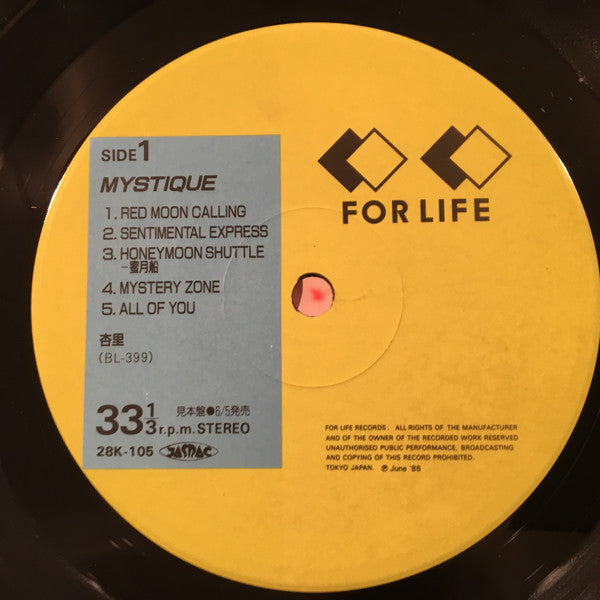 SIDE 1
MYSTIQUE
1. RED MOON CALLING
2. SENTIMENTAL EXPRESS
3. HONEYMOON SHUTTLE
–蜜月船
4. MYSTERY ZONE
5. ALL OF YOU
杏里
(BL-399)
33 1/3 r.p.m. STEREO
見本盤●6/5発売
28K-105 JASRAC
FOR LIFE
FOR LIFE RECORDS. ALL RIGHTS OF THE MANUFACTURER
AND OF THE OWNER OF THE RECORDED WORK RESERVED
UNAUTHORISED PUBLIC PERFORMANCE, BROADCASTING
AND COPYING OF THIS RECORD PROHIBITED.
TOKYO JAPAN. ℗ June '86